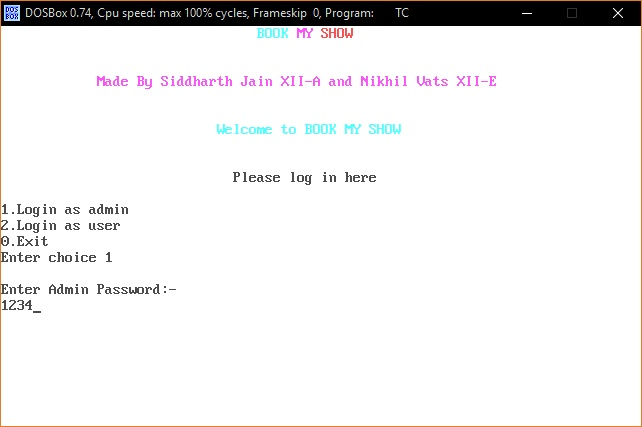 DOS BOX
DOSBox 0.74, Cpu speed: max 100% cycles, Frameskip 0, Program: TC
BOOK MY SHOW
Made By Siddharth Jain XII-A and Nikhil Vats XII-E
Welcome to BOOK MY SHOW
Please log in here
1.Login as admin
2.Login as user
0.Exit
Enter choice 1
Enter Admin Password:-
1234_